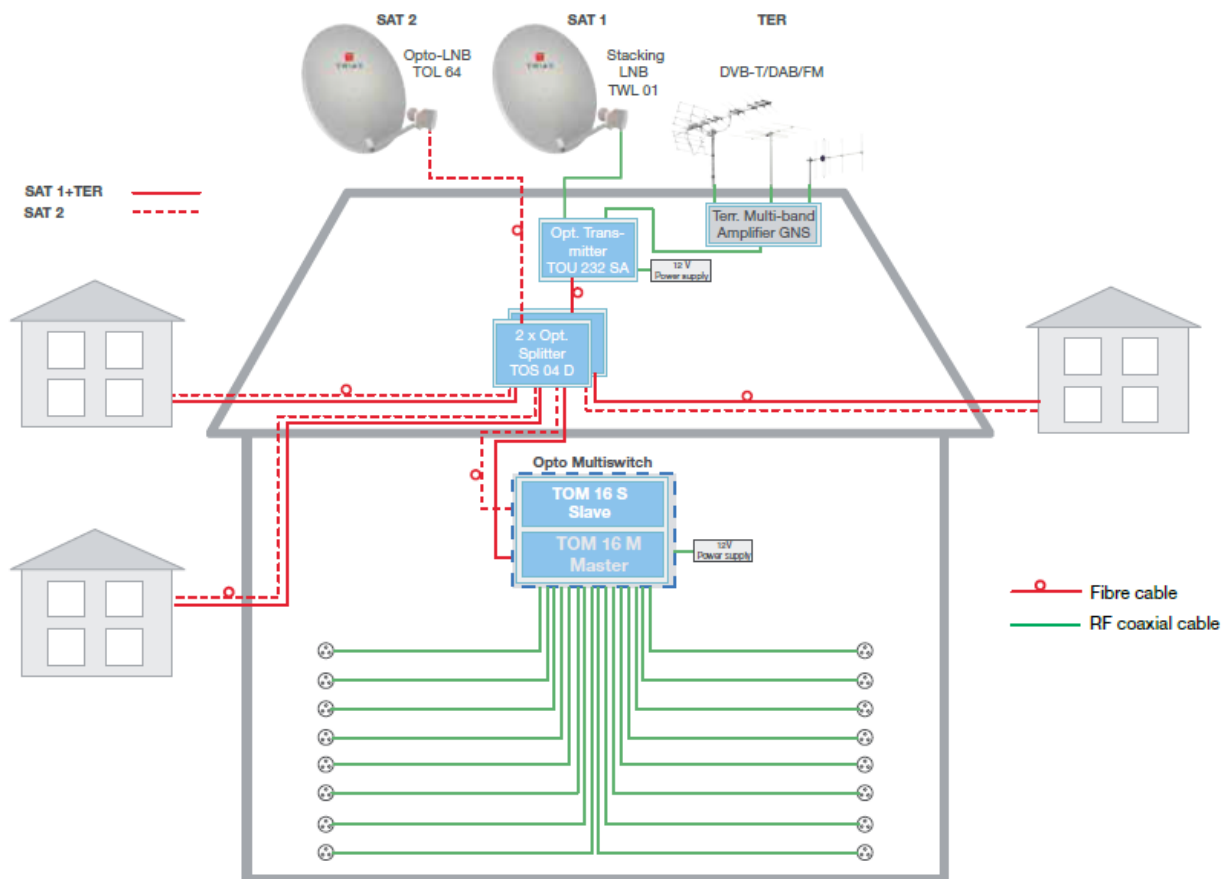 SAT 2
SAT 1
TER
Opto-LNB
TOL 64
Stacking
LNB
TWL 01
DVB-T/DAB/FM
TRIAX
TRIAX
SAT 1+TER
SAT 2
Terr. Multi-band
Amplifier GNS
Opt. Trans-
mitter
TOU 232 SA
12 V
Power supply
2 x Opt.
Splitter
TOS 04 D
Opto Multiswitch
TOM 16 S
Slave
TOM 16 M
Master
12V
Power supply
Fibre cable
RF coaxial cable